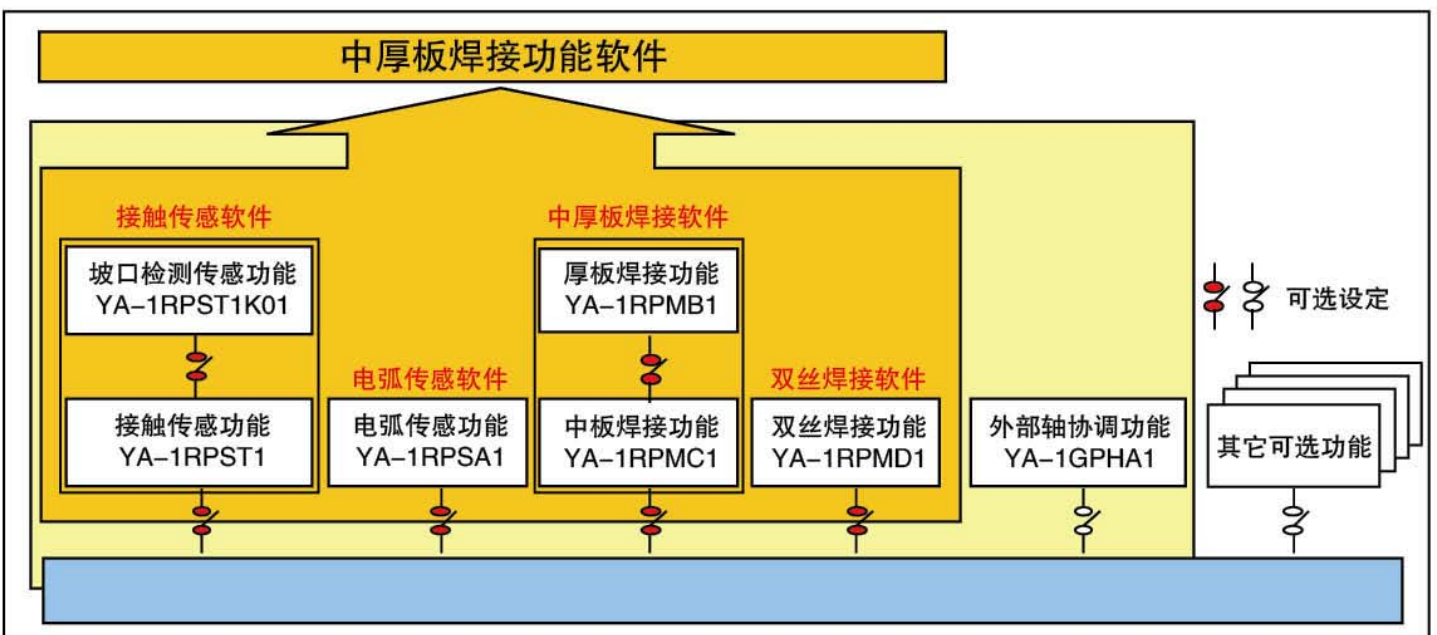 中厚板焊接功能软件
接触传感软件
中厚板焊接软件
坡口检测传感功能
YA-1RPST1K01
厚板焊接功能
YA-1RPMB1
可选设定
电弧传感软件
双丝焊接软件
接触传感功能
YA-1RPST1
电弧传感功能
YA-1RPSA1
中板焊接功能
YA-1RPMC1
双丝焊接功能
YA-1RPMD1
外部轴协调功能
YA-1GPHA1
其它可选功能